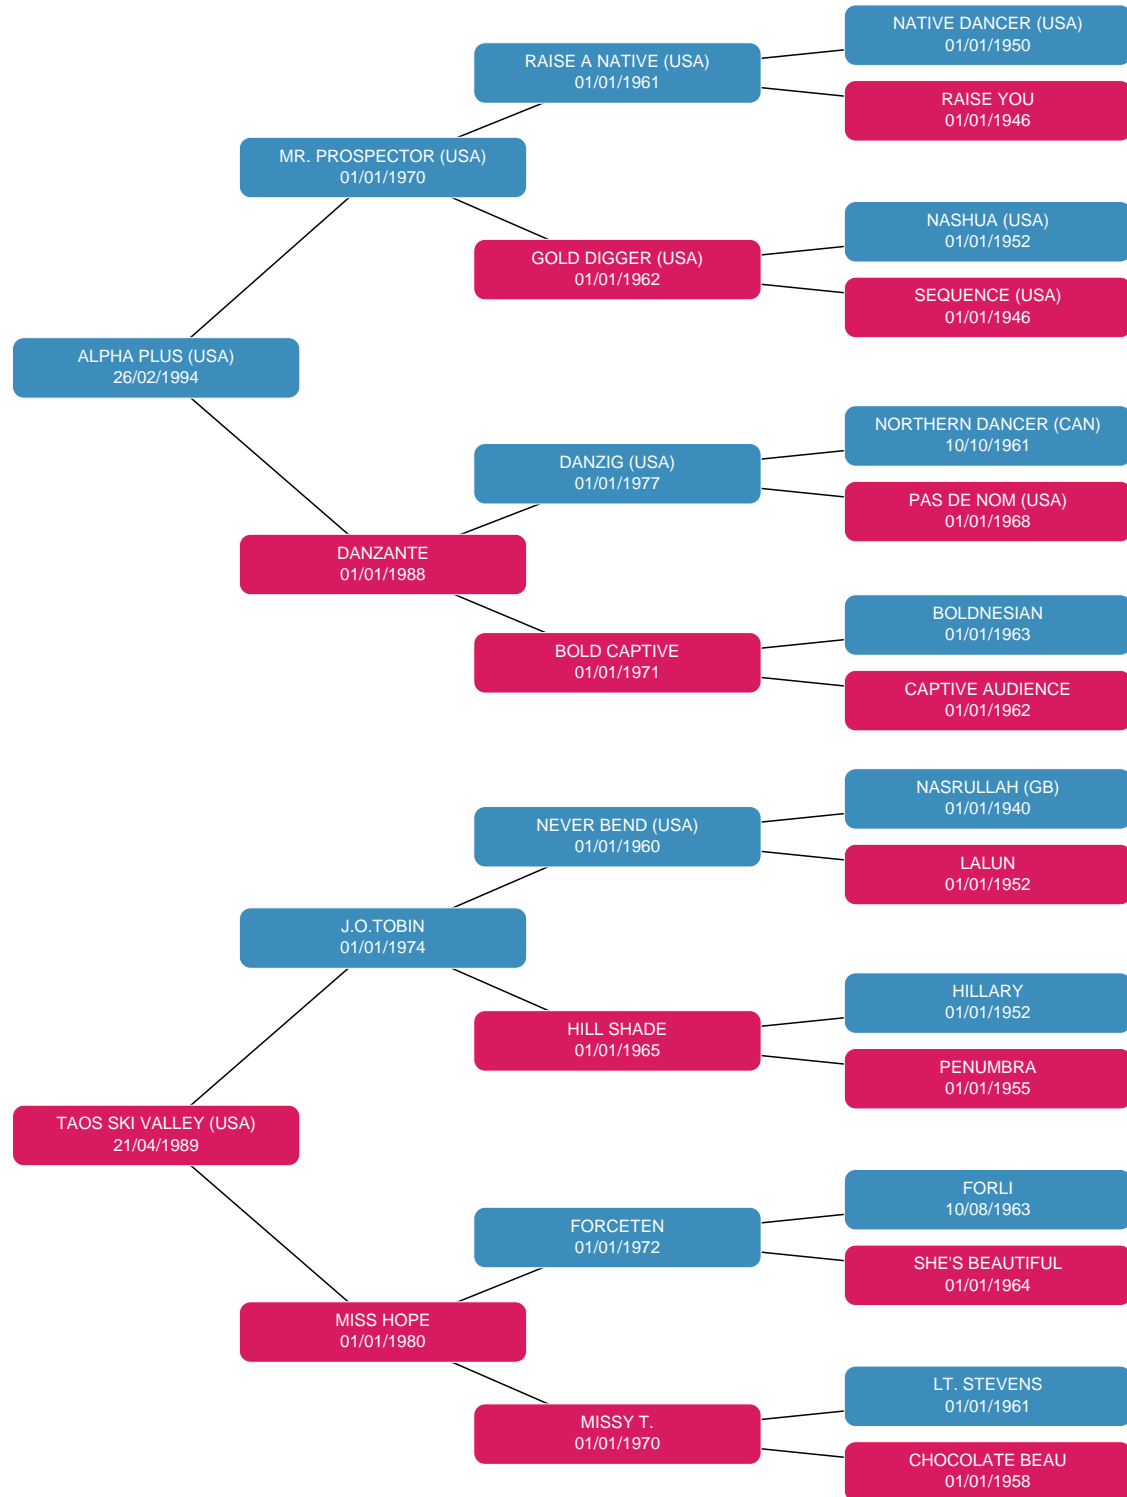 NATIVE DANCER (USA)
01/01/1950
RAISE A NATIVE (USA)
01/01/1961
RAISE YOU
01/01/1946
MR. PROSPECTOR (USA)
01/01/1970
NASHUA (USA)
01/01/1952
GOLD DIGGER (USA)
01/01/1962
SEQUENCE (USA)
01/01/1946
ALPHA PLUS (USA)
26/02/1994
NORTHERN DANCER (CAN)
10/10/1961
DANZIG (USA)
01/01/1977
PAS DE NOM (USA)
01/01/1968
DANZANTE
01/01/1988
BOLDNESIAN
01/01/1963
BOLD CAPTIVE
01/01/1971
CAPTIVE AUDIENCE
01/01/1962
NASRULLAH (GB)
01/01/1940
NEVER BEND (USA)
01/01/1960
LALUN
01/01/1952
J.O.TOBIN
01/01/1974
HILLARY
01/01/1952
HILL SHADE
01/01/1965
PENUMBRA
01/01/1955
TAOS SKI VALLEY (USA)
21/04/1989
FORLI
10/08/1963
FORCETEN
01/01/1972
SHE'S BEAUTIFUL
01/01/1964
MISS HOPE
01/01/1980
LT. STEVENS
01/01/1961
MISSY T.
01/01/1970
CHOCOLATE BEAU
01/01/1958